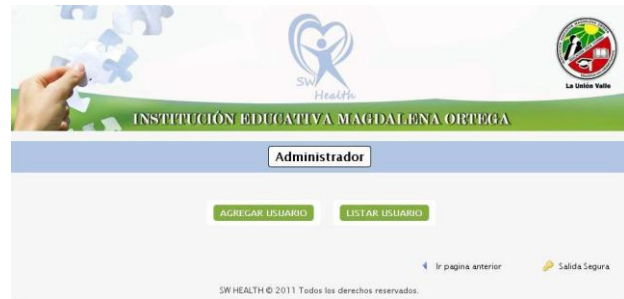 SW
Health
La Unión Valle
INSTITUCIÓN EDUCATIVA MAGDALENA ORTEGA
Administrador
AGREGAR USUARIO LISTAR USUARIO
Ir pagina anterior Salida Segura
SW HEALTH © 2011 Todos los derechos reservados.